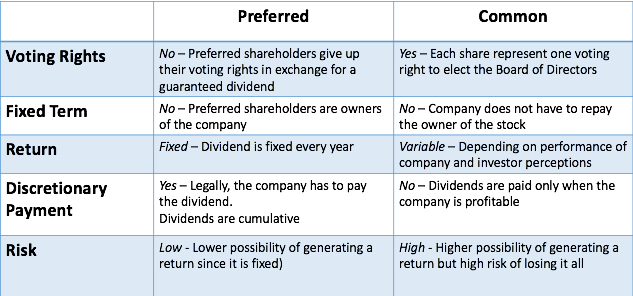 Preferred
Common
Voting Rights
No – Preferred shareholders give up
their voting rights in exchange for a
guaranteed dividend
Yes – Each share represent one voting
right to elect the Board of Directors
Fixed Term
No – Preferred shareholders are owners
of the company
No – Company does not have to repay
the owner of the stock
Return
Fixed – Dividend is fixed every year
Variable – Depending on performance of
company and investor perceptions
Discretionary
Payment
Yes – Legally, the company has to pay
the dividend.
Dividends are cumulative
No – Dividends are paid only when the
company is profitable
Risk
Low - Lower possibility of generating a
return since it is fixed)
High - Higher possibility of generating a
return but high risk of losing it all